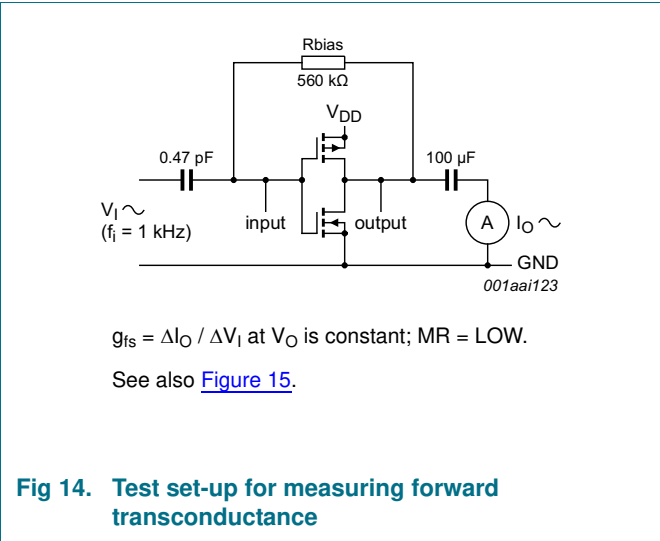 Rbias
560 kΩ
VDD
0.47 pF
100 µF
VI
(fi = 1 kHz)
input
output
A
IO
GND
001aai123
gfs = ΔIO / ΔVI at VO is constant; MR = LOW.
See also Figure 15.
Fig 14. Test set-up for measuring forward
transconductance